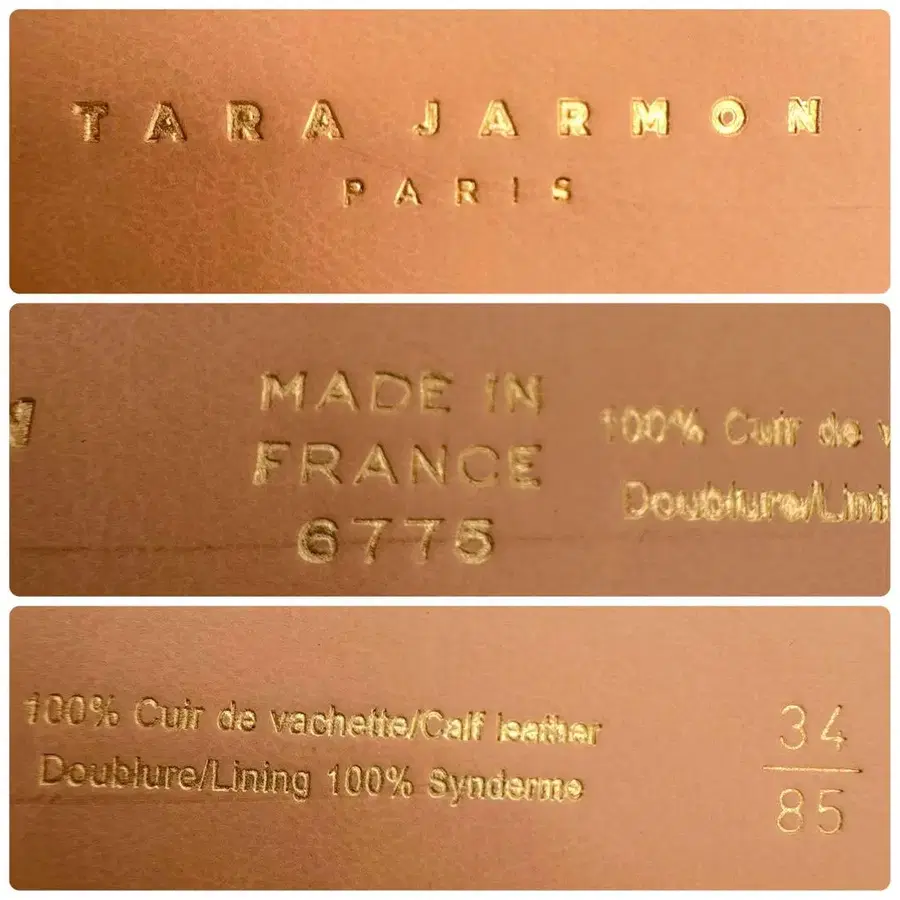 TARA JARMON
PARIS
MADE IN
FRANCE
6775
100% Cuir de v
Doublure/Lini
100% Cuir de vachette/Calf leather
Doublure/Lining 100% Synderme
34
85